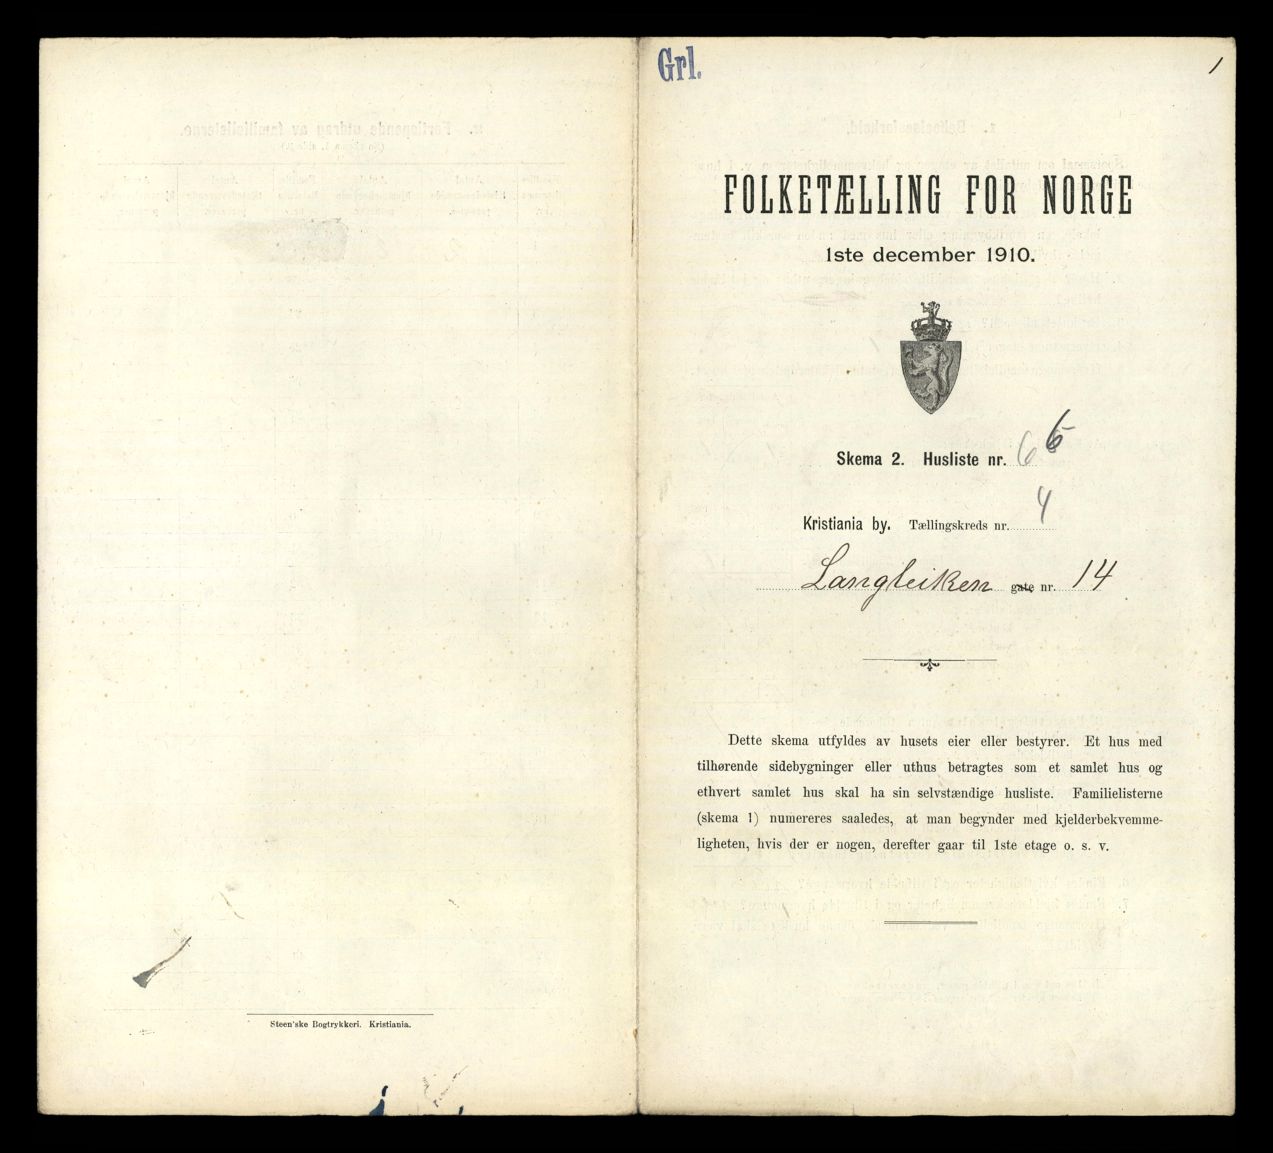 Grl.
1
FOLKETÆLLING FOR NORGE
1ste december 1910.
Skema 2. Husliste nr. 6
Kristiania by. Tællingskreds nr. 4
Langleiken gate nr. 14
Dette skema utfyldes av husets eier eller bestyrer. Et hus med
tilhørende sidebygninger eller uthus betragtes som et samlet hus og
ethvert samlet hus skal ha sin selvstændige husliste. Familielisterne
(skema 1) numereres saaledes, at man begynder med kjelderbekvemme-
ligheten, hvis der er nogen, derefter gaar til 1ste etage o. s. v.
Steen'ske Bogtrykkeri. Kristiania.